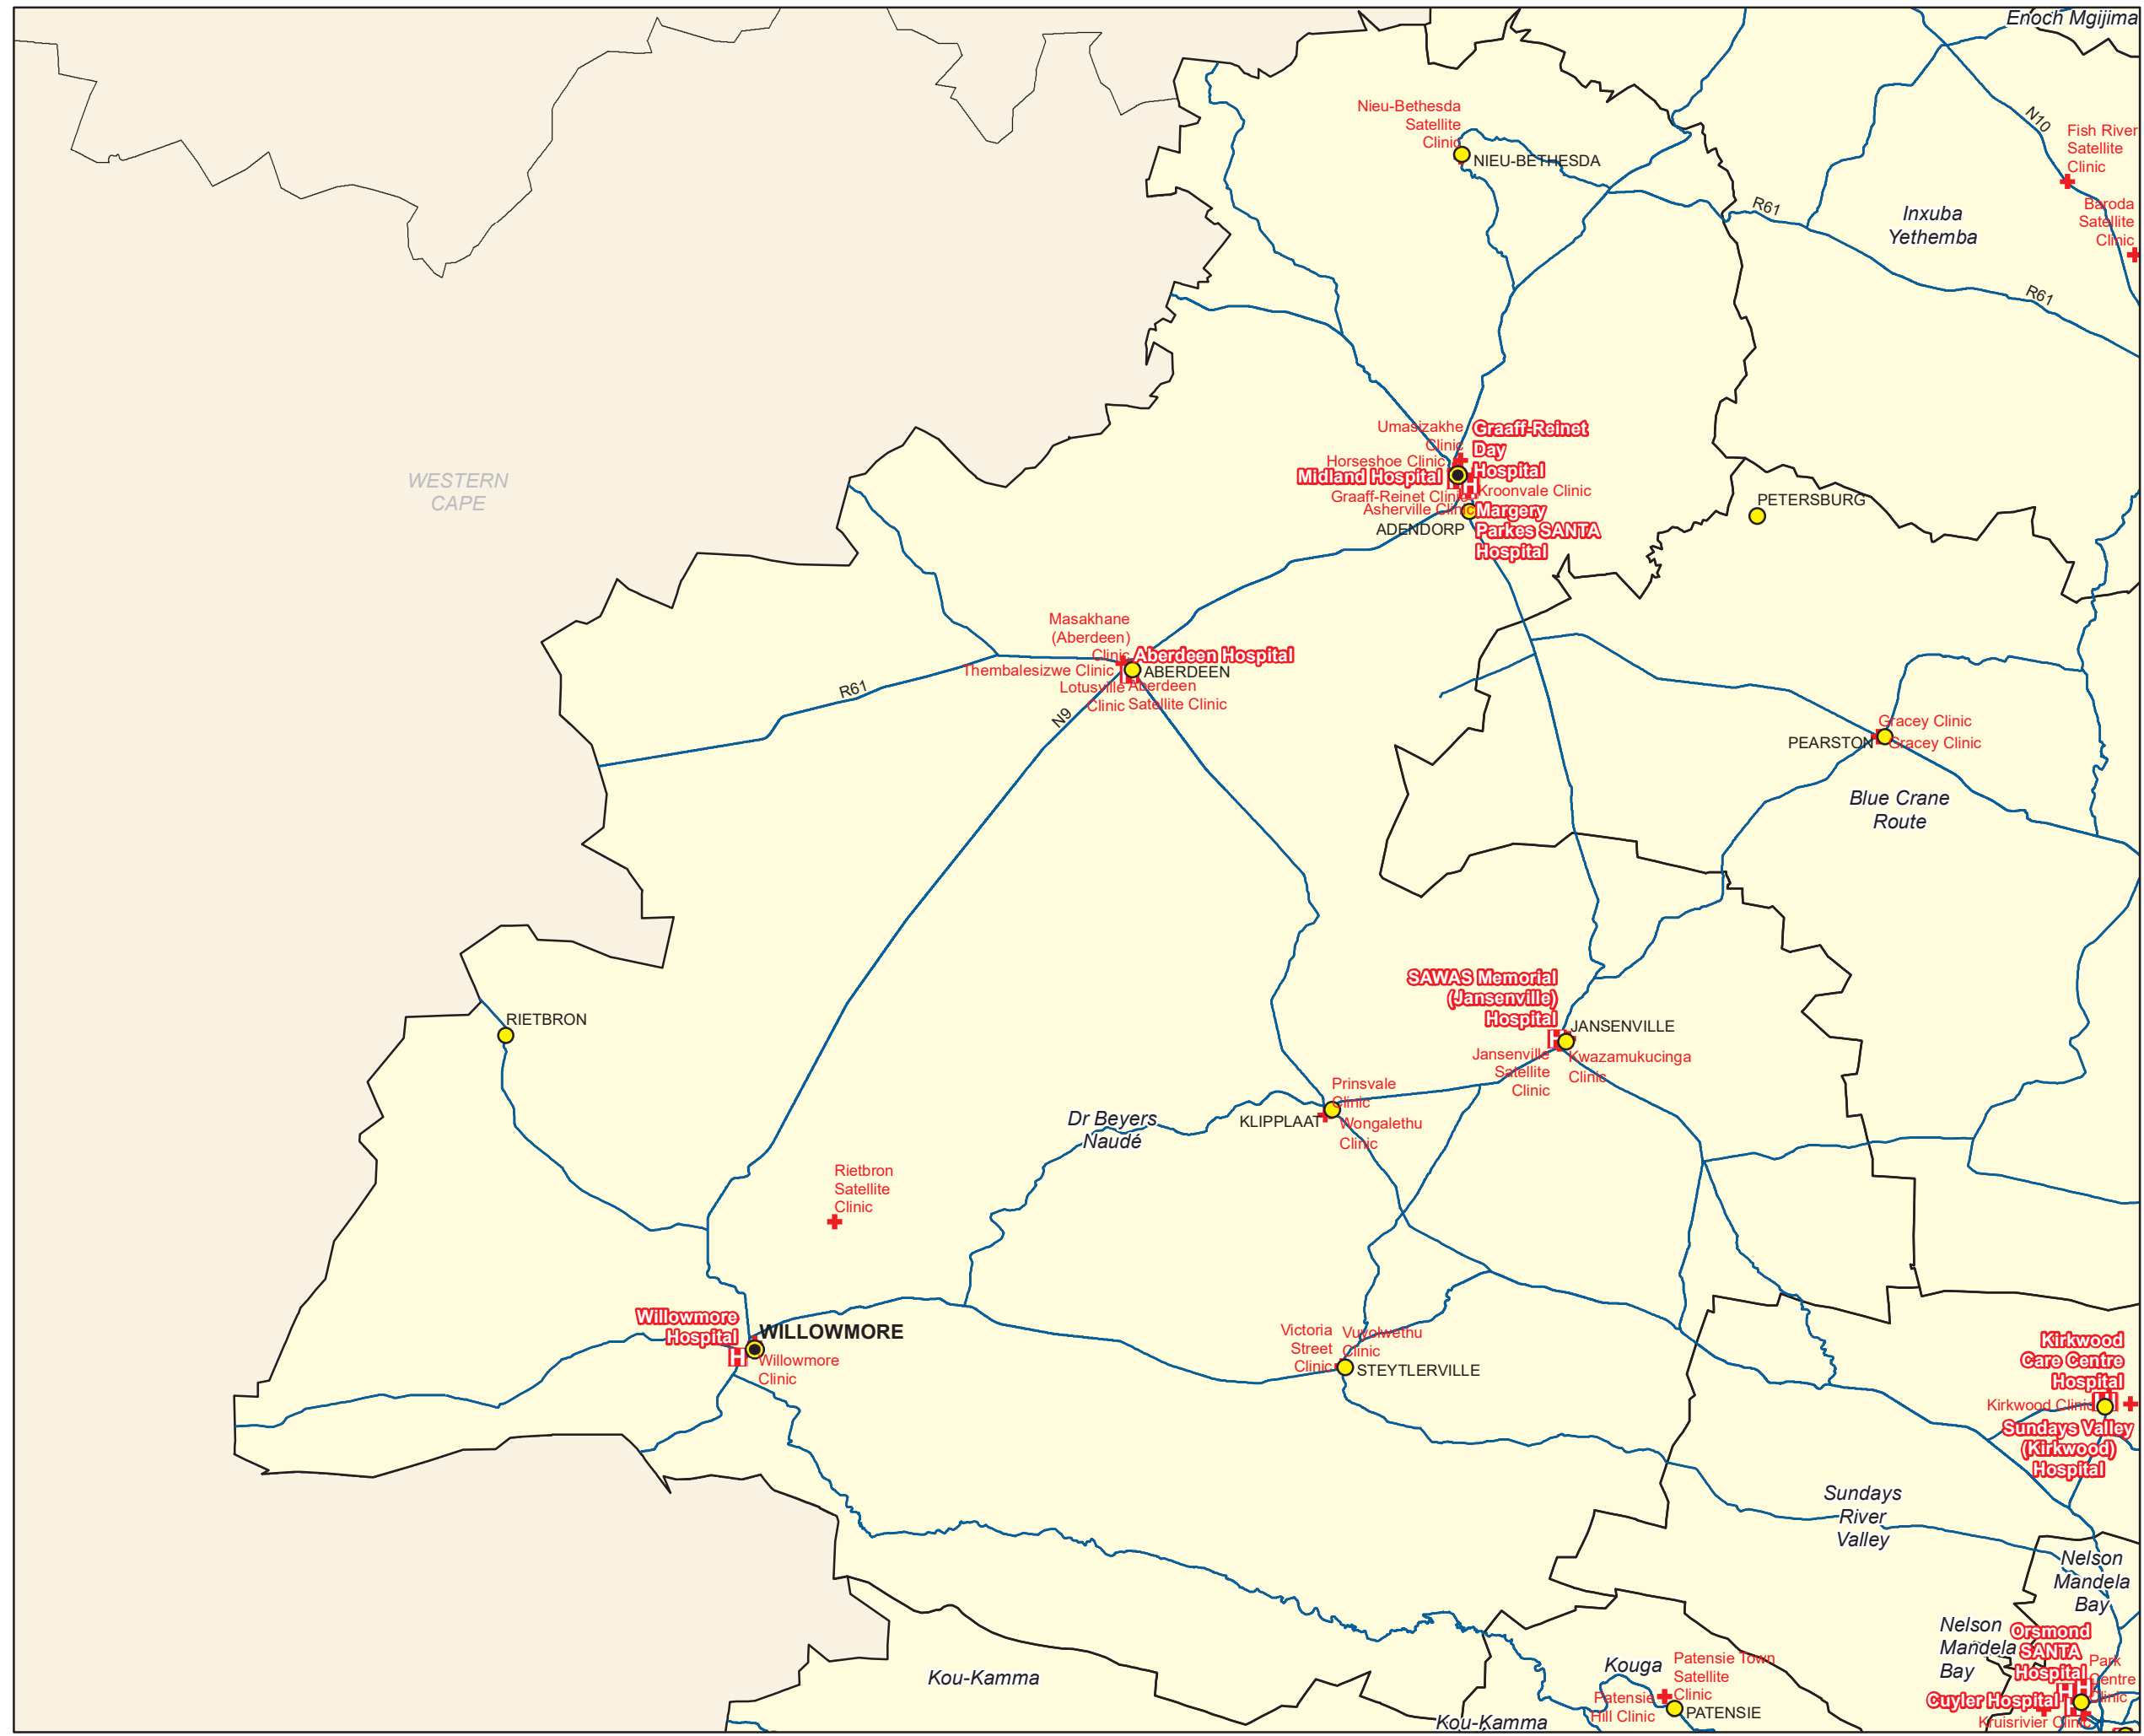 Enoch Mgijima
Nieu-Bethesda
Satellite
Clinic
NIEU-BETHESDA
N10
Fish River
Satellite
Clinic
R61
Baroda
Satellite
Clinic
Inxuba
Yethemba
R61
WESTERN
CAPE
Umasizakhe
Clinic
Horseshoe Clinic
Midland Hospital
Graaff-Reinet Clinic
Asherville Clinic
ADENDORP
Graaff-Reinet
Day
Hospital
Kroonvale Clinic
Margery
Parkes SANTA
Hospital
PETERSBURG
Masakhane
(Aberdeen)
Clinic
Aberdeen Hospital
Thembalesizwe Clinic
ABERDEEN
Lotusville
Clinic
Aberdeen
Satellite Clinic
R61
N9
Gracey Clinic
PEARSTON
Gracey Clinic
Blue Crane
Route
SAWAS Memorial
(Jansenville)
Hospital
H
JANSENVILLE
Jansenville
Satellite
Clinic
Kwazamukucinga
Clinic
RIETBRON
Prinsvale
Clinic
KLIPPLAAT
Wongalethu
Clinic
Dr Beyers
Naudé
Rietbron
Satellite
Clinic
Willowmore
Hospital
H
WILLOWMORE
Willowmore
Clinic
Victoria
Street
Clinic
Vuyolwethu
Clinic
STEYTLERVILLE
Kirkwood
Care Centre
Hospital
Kirkwood Clinic
Sundays Valley
(Kirkwood)
Hospital
Sundays
River
Valley
Nelson
Mandela
Bay
Nelson
Mandela
Bay
Orsmond
SANTA
Hospital
Park
Centre
Clinic
Cuyler Hospital
H
H
Kruisrivier Clinic
Kou-Kamma
Kouga
Patensie Town
Satellite
Clinic
Patensie
Hill Clinic
PATENSIE
Kou-Kamma